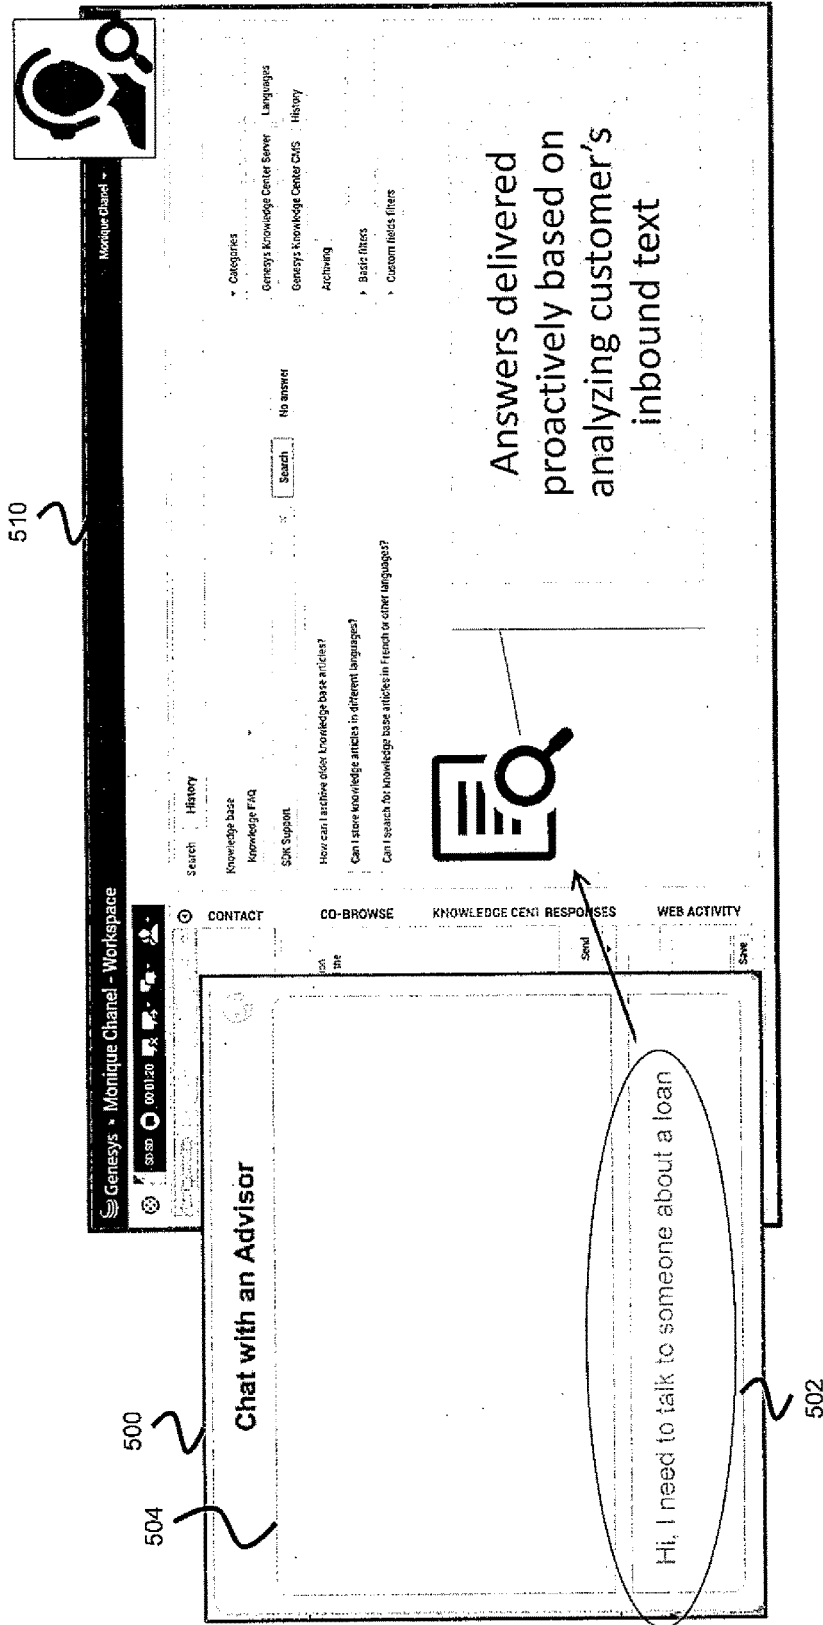 510
Genesys • Monique Chanel - Workspace
Monique Chanel
SD SD
00:01:20
Search
History
Knowledge base
Knowledge FAQ
SDK Support
Search
No answer
How can I archive older knowledge base articles?
Can I store knowledge articles in different languages?
Can I search for knowledge base articles in French or other languages?
Categories
Genesys Knowledge Center Server
Languages
Genesys Knowledge Center CMS
History
Archiving
Basic filters
Custom fields filters
CONTACT
CO-BROWSE
KNOWLEDGE CENT
RESPONSES
WEB ACTIVITY
the
Send
Save
Answers delivered
proactively based on
analyzing customer's
inbound text
500
504
Chat with an Advisor
Hi, I need to talk to someone about a loan
502